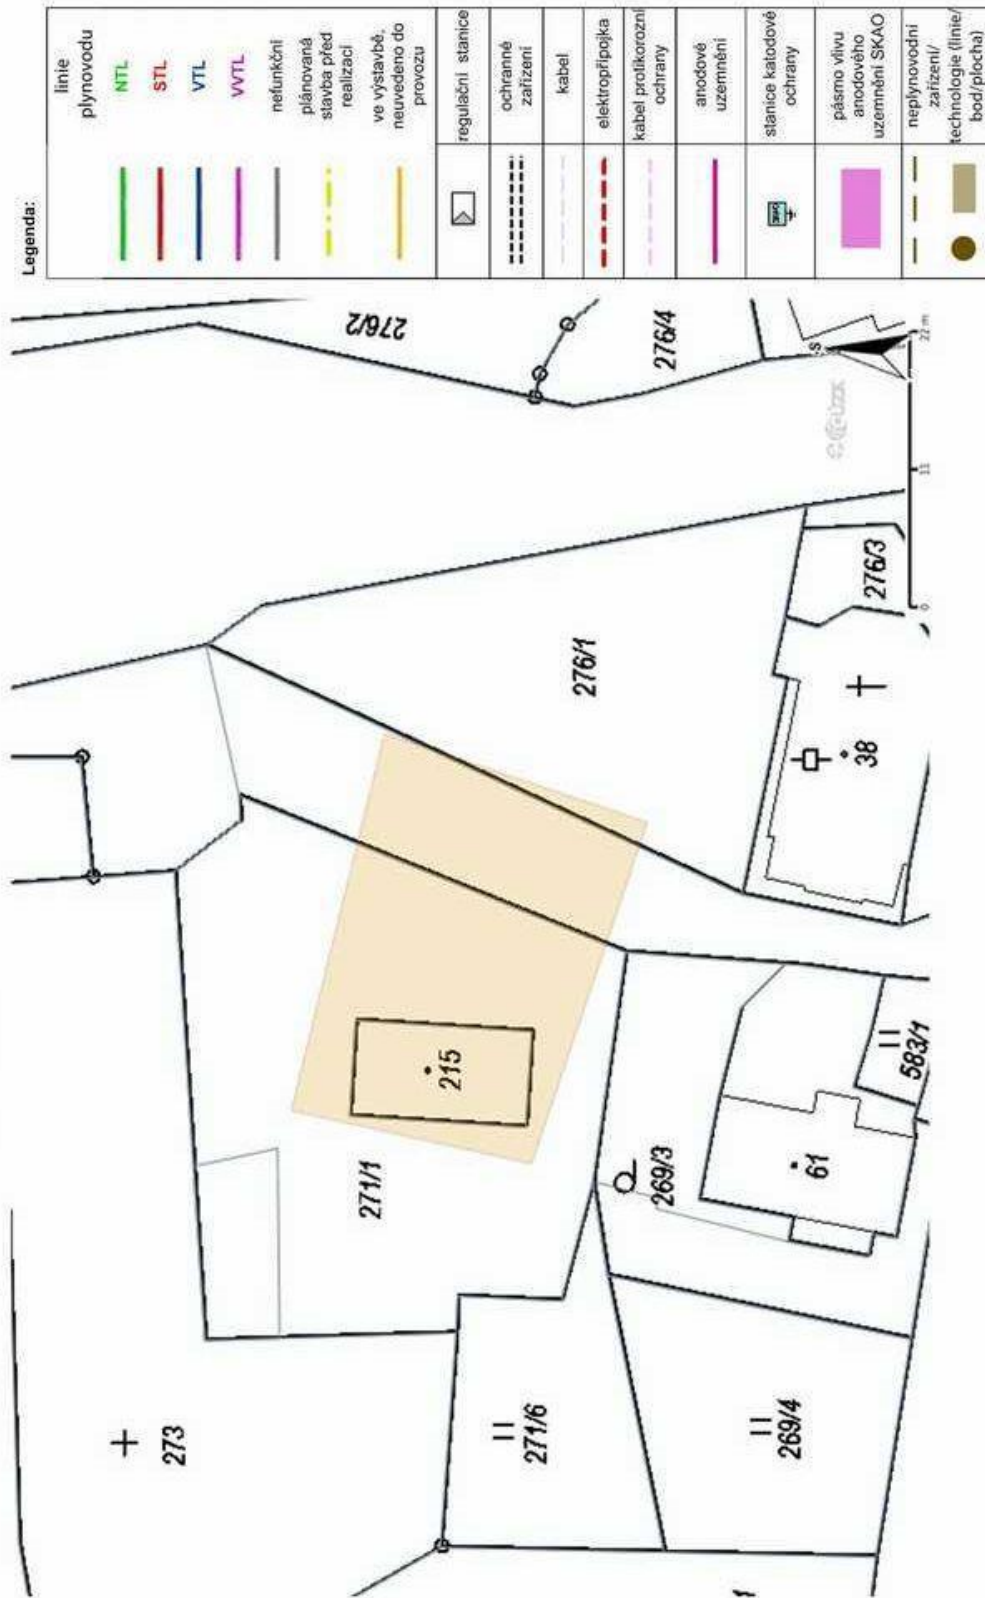 Legenda:
linie
plynovodu
NTL
STL
VTL
VVTL
nefunkční
plánovaná
stavba před
realizací
ve výstavbě,
neuvedeno do
provozu
regulační stanice
ochranné
zařízení
kabel
elektropřípojka
kabel protikorozní
ochrany
anodové
uzemnění
stanice katodové
ochrany
pásmo vlivu
anodového
uzemnění SKAO
neplynovodní
zařízení/
technologie (linie/
bod/plocha)
276/2
276/4
276/1
276/3
38
215
271/1
269/3
61
583/1
273
271/6
269/4
S
© ČÚZK
0
11
22 m